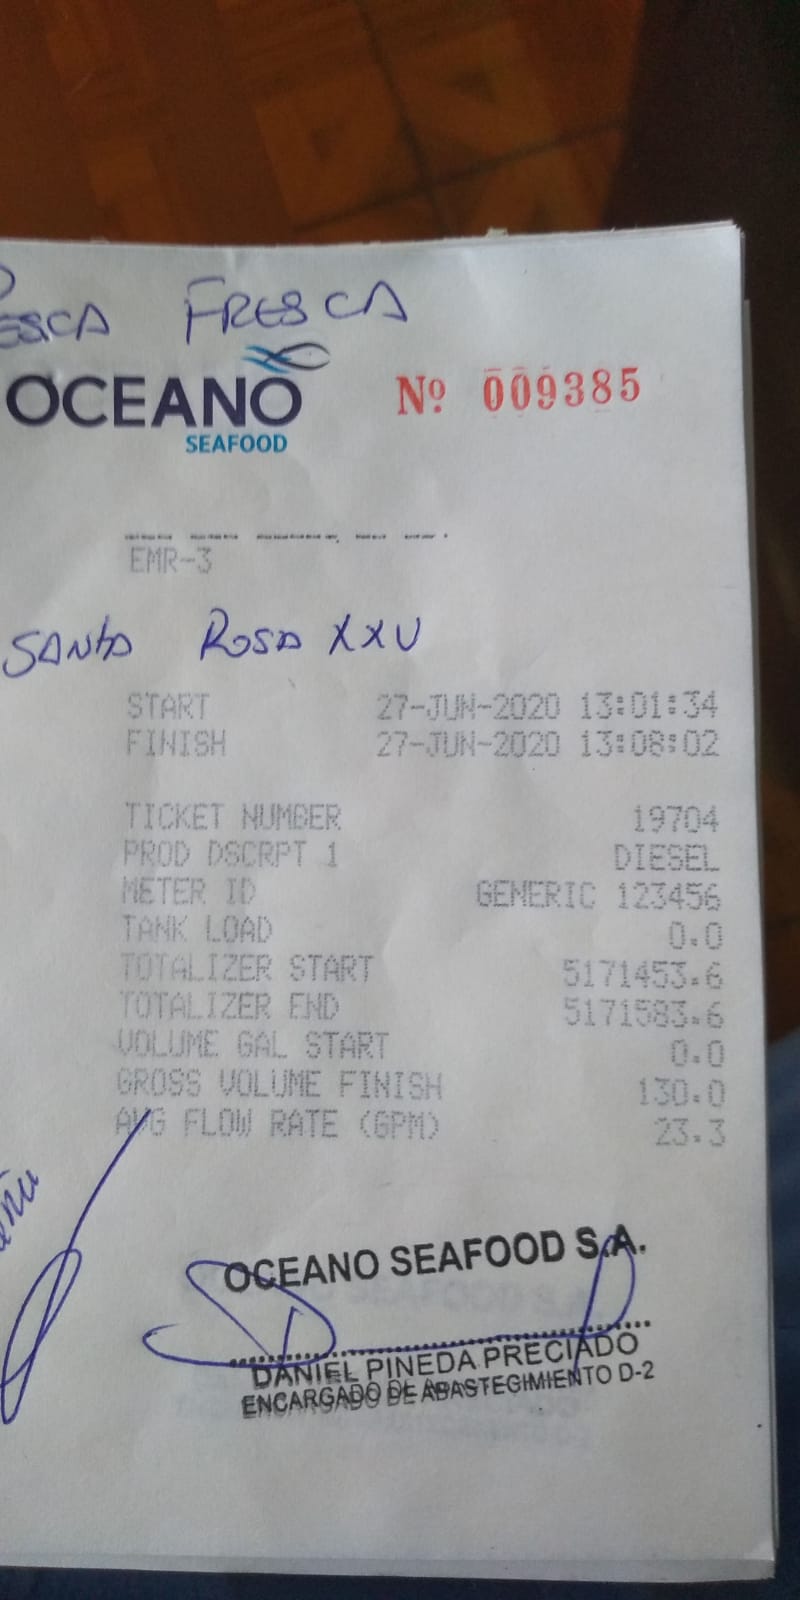 FRESCA
OCEANO
SEAFOOD
Nº 009385
EMR-3
SANTA ROSA XXV
START 27-JUN-2020 13:01:34
FINISH 27-JUN-2020 13:08:02
TICKET NUMBER 19704
PROD DSCRPT 1 DIESEL
METER ID GENERIC 123456
TANK LOAD 0.0
TOTALIZER START 5171453.6
TOTALIZER END 5171583.6
VOLUME GAL START 0.0
GROSS VOLUME FINISH 130.0
AVG FLOW RATE (GPM) 23.3
OCEANO SEAFOOD S.A.
DANIEL PINEDA PRECIADO
ENCARGADO DE ABASTECIMIENTO D-2